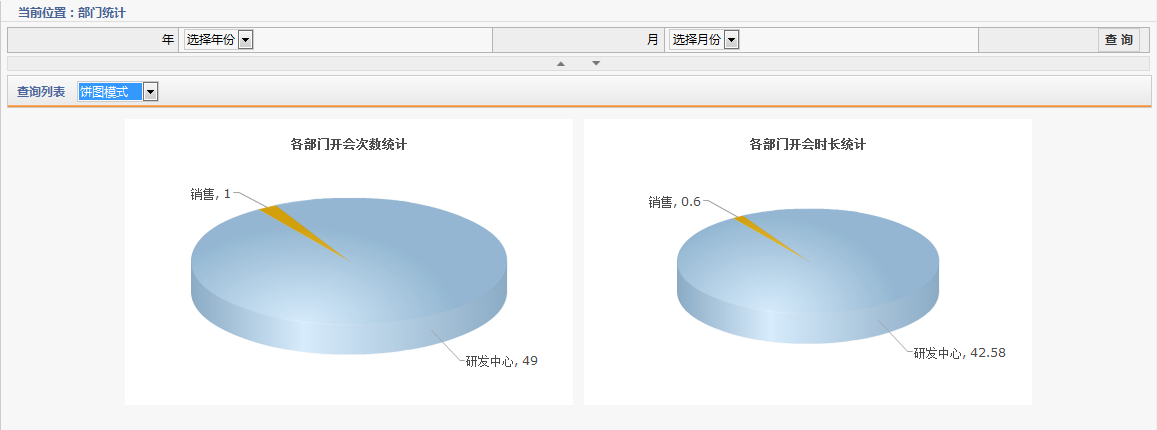 当前位置：部门统计
年 选择年份 月 选择月份 查 询
查询列表 饼图模式
各部门开会次数统计
销售, 1
研发中心, 49
各部门开会时长统计
销售, 0.6
研发中心, 42.58